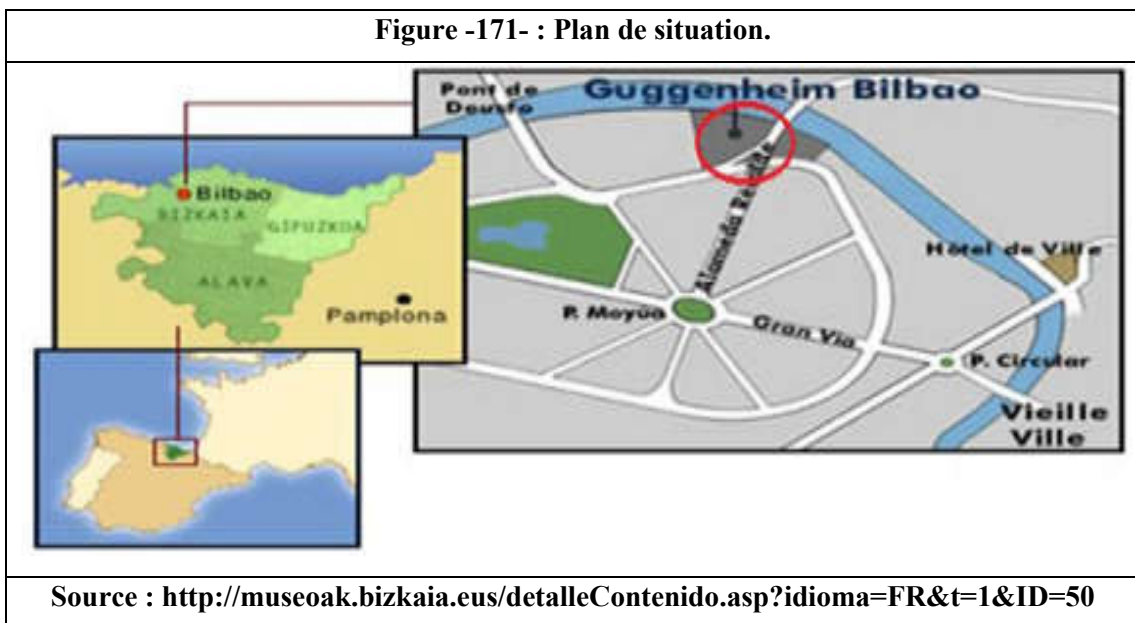 Figure -171- : Plan de situation.
Pont de
Deusto
Guggenheim Bilbao
Alameda Rekalde
Hôtel de Ville
P. Moyúa
Gran Via
P. Circular
Vieille
Ville
Bilbao
BIZKAIA
GIPUZKOA
ALAVA
Pamplona
Source : http://museoak.bizkaia.eus/detalleContenido.asp?idioma=FR&t=1&ID=50